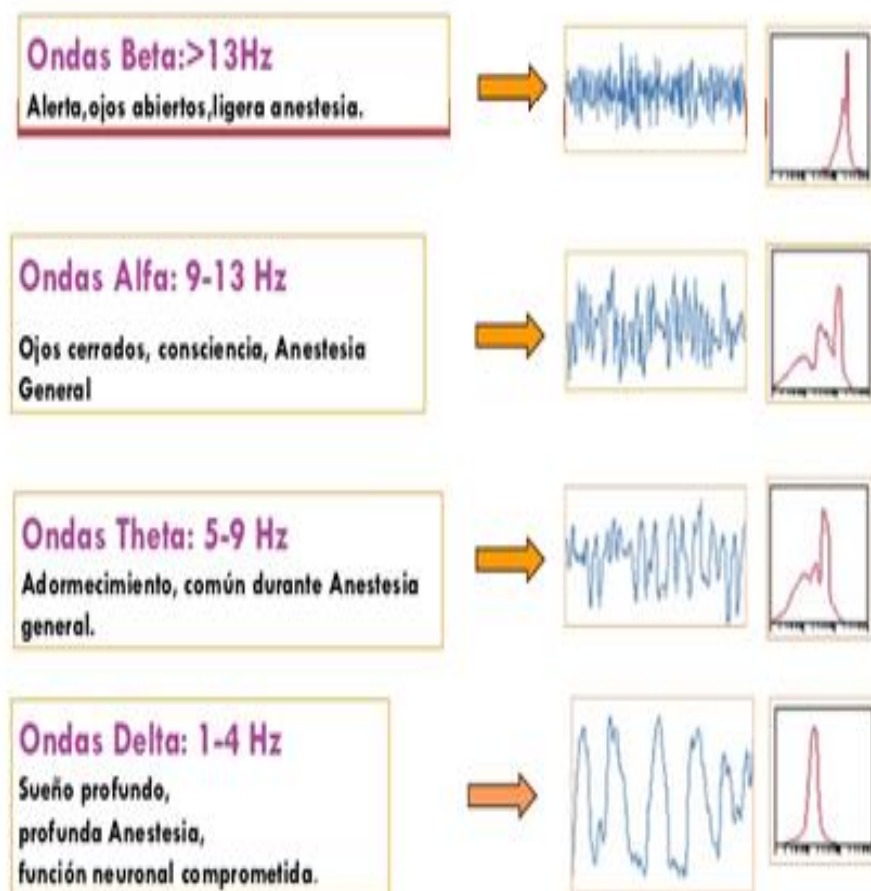 Ondas Beta:>13Hz
Alerta,ojos abiertos,ligera anestesia.
Ondas Alfa: 9-13 Hz
Ojos cerrados, consciencia, Anestesia
General
Ondas Theta: 5-9 Hz
Adormecimiento, común durante Anestesia
general.
Ondas Delta: 1-4 Hz
Sueño profundo,
profunda Anestesia,
función neuronal comprometida.